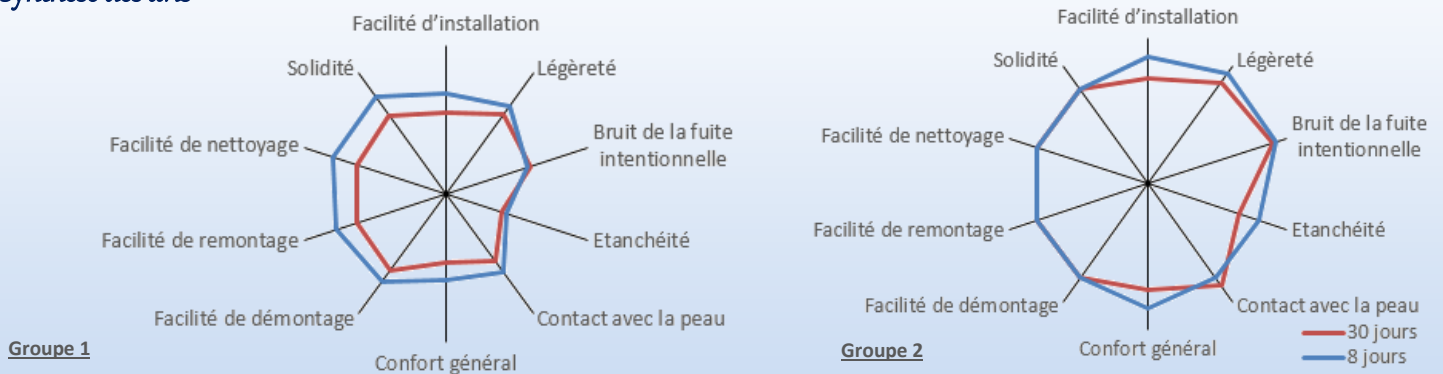 Synthèse des avis
Facilité d'installation
Solidité
Légèreté
Facilité de nettoyage
Bruit de la fuite
intentionnelle
Facilité de remontage
Etanchéité
Facilité de démontage
Contact avec la peau
Confort général
Groupe 1
Facilité d'installation
Solidité
Légèreté
Facilité de nettoyage
Bruit de la fuite
intentionnelle
Facilité de remontage
Etanchéité
Facilité de démontage
Contact avec la peau
Confort général
Groupe 2
30 jours
8 jours